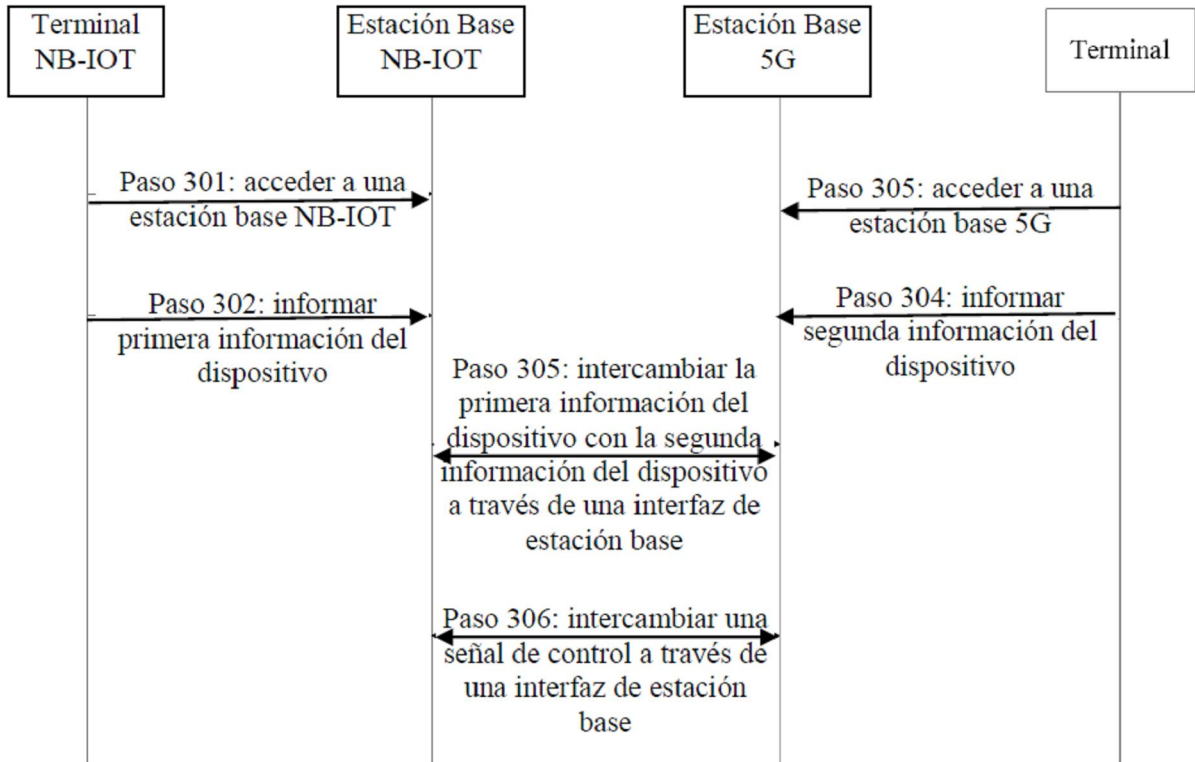 Terminal
NB-IOT
Estación Base
NB-IOT
Estación Base
5G
Terminal
Paso 301: acceder a una
estación base NB-IOT
Paso 305: acceder a una
estación base 5G
Paso 302: informar
primera información del
dispositivo
Paso 304: informar
segunda información del
dispositivo
Paso 305: intercambiar la
primera información del
dispositivo con la segunda
información del dispositivo
a través de una interfaz de
estación base
Paso 306: intercambiar una
señal de control a través de
una interfaz de estación
base